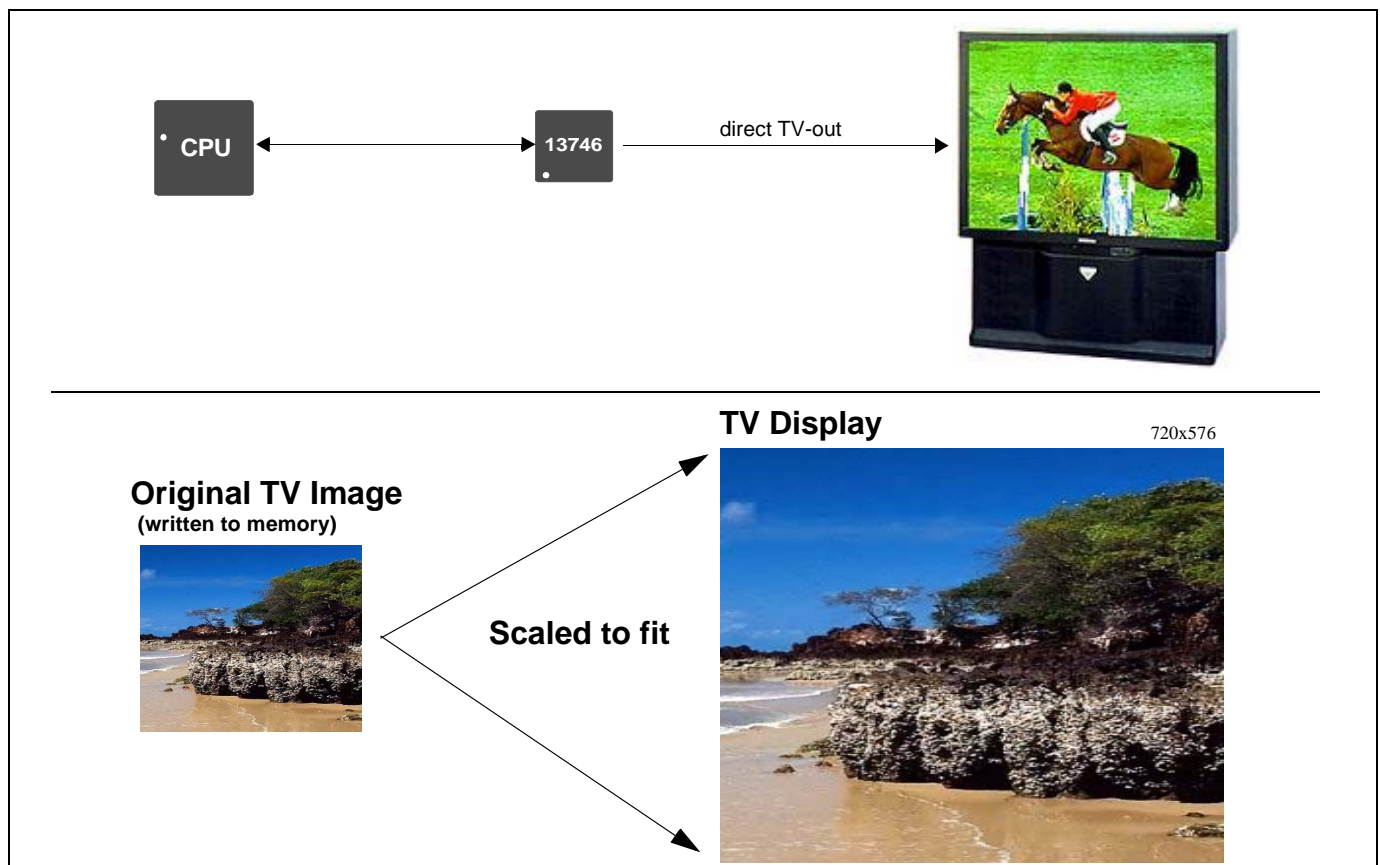 CPU
13746
direct TV-out
TV Display
720x576
Original TV Image
(written to memory)
Scaled to fit